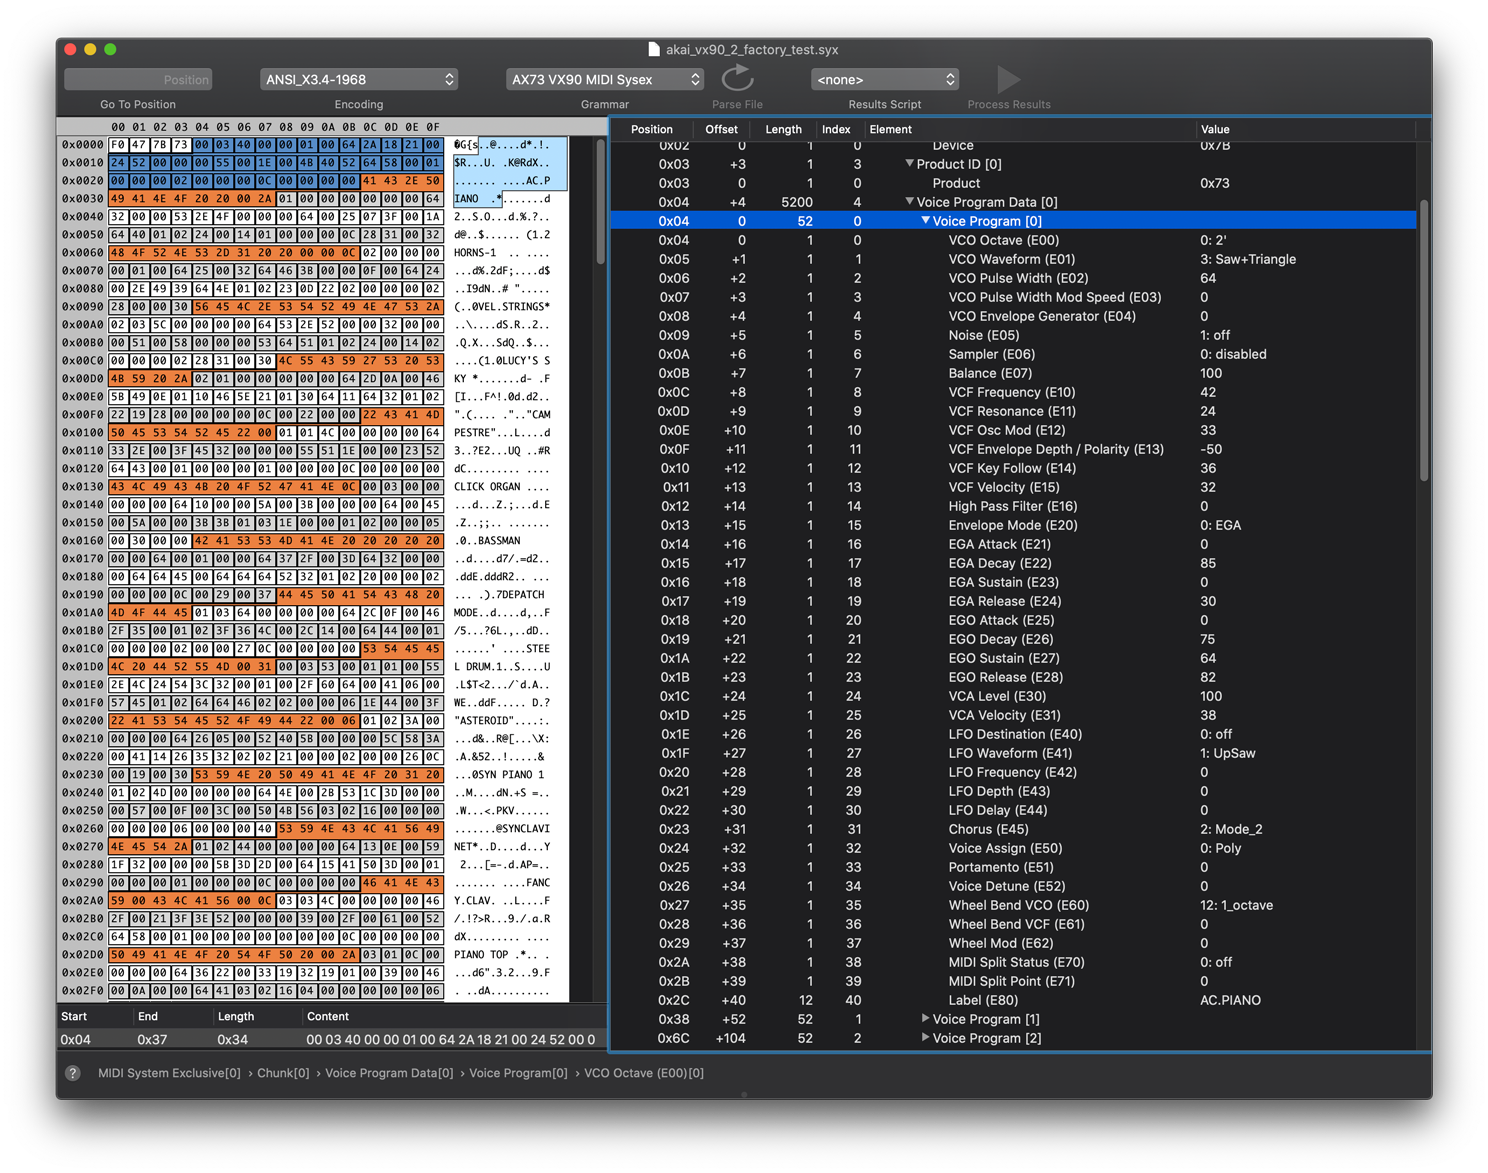 akai_vx90_2_factory_test.syx
Position
ANSI_X3.4-1968
AX73 VX90 MIDI Sysex
<none>
Go To Position
Encoding
Grammar
Parse File
Results Script
Process Results
00 01 02 03 04 05 06 07 08 09 0A 0B 0C 0D 0E 0F
0x0000 F0 47 7B 73 00 03 40 00 00 01 00 64 2A 18 21 00 �G{s..@....d*.!.
0x0010 24 52 00 00 00 55 00 1E 00 4B 40 52 64 58 00 01 $R...U. .K@RdX..
0x0020 00 00 00 02 00 00 00 0C 00 00 00 00 41 43 2E 50 ....... ....AC.P
0x0030 49 41 4E 4F 20 20 00 2A 01 00 00 00 00 00 00 64 IANO .*.......d
0x0040 32 00 00 53 2E 4F 00 00 00 64 00 25 07 3F 00 1A 2..S.O...d.%.?..
0x0050 64 40 01 02 24 00 14 01 00 00 00 0C 28 31 00 32 d@..$...... (1.2
0x0060 48 4F 52 4E 53 2D 31 20 20 00 00 0C 02 00 00 00 HORNS-1 .. ....
0x0070 00 01 00 64 25 00 32 64 46 3B 00 00 0F 00 64 24 ...d%.2dF;....d$
0x0080 00 2E 49 39 64 4E 01 02 23 0D 22 02 00 00 00 02 ..I9dN..# ".....
0x0090 28 00 00 30 56 45 4C 2E 53 54 52 49 4E 47 53 2A (..0VEL.STRINGS*
0x00A0 02 03 5C 00 00 00 00 64 53 2E 52 00 00 32 00 00 ..\....dS.R..2..
0x00B0 00 51 00 58 00 00 00 53 64 51 01 02 24 00 14 02 .Q.X...SdQ..$...
0x00C0 00 00 00 02 28 31 00 30 4C 55 43 59 27 53 20 53 ....(1.0LUCY'S S
0x00D0 4B 59 20 2A 02 01 00 00 00 00 00 64 2D 0A 00 46 KY *.......d- .F
0x00E0 5B 49 0E 01 10 46 5E 21 01 30 64 11 64 32 01 02 [I...F^!.0d.d2..
0x00F0 22 19 28 00 00 00 00 0C 00 22 00 00 22 43 41 4D ".(.... .".."CAM
0x0100 50 45 53 54 52 45 22 00 01 01 4C 00 00 00 00 64 PESTRE"...L....d
0x0110 33 2E 00 3F 45 32 00 00 00 55 51 1E 00 00 23 52 3..?E2...UQ ..#R
0x0120 64 43 00 01 00 00 00 01 00 00 00 0C 00 00 00 00 dC......... ....
0x0130 43 4C 49 43 4B 20 4F 52 47 41 4E 0C 00 03 00 00 CLICK ORGAN ....
0x0140 00 00 00 64 10 00 00 5A 00 3B 00 00 00 64 00 45 ...d...Z.;...d.E
0x0150 00 5A 00 00 3B 3B 01 03 1E 00 00 01 02 00 00 05 .Z..;;.. .......
0x0160 00 30 00 00 42 41 53 53 4D 41 4E 20 20 20 20 20 .0..BASSMAN
0x0170 00 00 64 00 01 00 00 64 37 2F 00 3D 64 32 00 00 ..d....d7/.=d2..
0x0180 00 64 64 45 00 64 64 64 52 32 01 02 20 00 00 02 .ddE.dddR2.. ...
0x0190 00 00 00 0C 00 29 00 37 44 45 50 41 54 43 48 20 ... .).7DEPATCH
0x01A0 4D 4F 44 45 01 03 64 00 00 00 00 64 2C 0F 00 46 MODE..d....d,..F
0x01B0 2F 35 00 01 02 3F 36 4C 00 2C 14 00 64 44 00 01 /5...?6L.,..dD..
0x01C0 00 00 00 02 00 00 27 0C 00 00 00 00 53 54 45 45 ......' ....STEE
0x01D0 4C 20 44 52 55 4D 00 31 00 03 53 00 01 01 00 55 L DRUM.1..S....U
0x01E0 2E 4C 24 54 3C 32 00 01 00 2F 60 64 00 41 06 00 .L$T<2.../`d.A..
0x01F0 57 45 01 02 64 64 46 02 02 00 00 06 1E 44 00 3F WE..ddF..... D.?
0x0200 22 41 53 54 45 52 4F 49 44 22 00 06 01 02 3A 00 "ASTEROID"....:.
0x0210 00 00 00 64 26 05 00 52 40 5B 00 00 00 5C 58 3A ...d&..R@[...\X:
0x0220 00 41 14 26 35 32 02 02 21 00 00 02 00 00 26 0C .A.&52..!.....& 
0x0230 00 19 00 30 53 59 4E 20 50 49 41 4E 4F 20 31 20 ...0SYN PIANO 1
0x0240 01 02 4D 00 00 00 00 64 4E 00 2B 53 1C 3D 00 00 ..M....dN.+S =..
0x0250 00 57 00 0F 00 3C 00 50 4B 56 03 02 16 00 00 00 .W...<.PKV......
0x0260 00 00 00 06 00 00 00 40 53 59 4E 43 4C 41 56 49 .......@SYNCLAVI
0x0270 4E 45 54 2A 01 02 44 00 00 00 00 64 13 0E 00 59 NET*..D....d...Y
0x0280 1F 32 00 00 00 5B 3D 2D 00 64 15 41 50 3D 00 01 2...[=-.d.AP=..
0x0290 00 00 00 01 00 00 00 0C 00 00 00 00 46 41 4E 43 ....... ....FANC
0x02A0 59 00 43 4C 41 56 00 0C 03 03 4C 00 00 00 00 46 Y.CLAV. ..L....F
0x02B0 2F 00 21 3F 3E 52 00 00 00 39 00 2F 00 61 00 52 /.!?>R...9./.a.R
0x02C0 64 58 00 01 00 00 00 00 00 00 00 0C 00 00 00 00 dX......... ....
0x02D0 50 49 41 4E 4F 20 54 4F 50 20 00 2A 03 01 0C 00 PIANO TOP .*.. .
0x02E0 00 00 00 64 36 22 00 33 19 32 19 01 00 39 00 46 ...d6".3.2...9.F
0x02F0 00 0A 00 00 64 41 03 02 16 04 00 00 00 00 00 06 . ..dA..........
Start End Length Content
0x04 0x37 0x34 00 03 40 00 00 01 00 64 2A 18 21 00 24 52 00 0
Position Offset Length Index Element Value
0x02 0 1 0 Device 0x7B
0x03 +3 1 3 Product ID [0]
0x03 0 1 0 Product 0x73
0x04 +4 5200 4 Voice Program Data [0]
0x04 0 52 0 Voice Program [0]
0x04 0 1 0 VCO Octave (E00) 0: 2'
0x05 +1 1 1 VCO Waveform (E01) 3: Saw+Triangle
0x06 +2 1 2 VCO Pulse Width (E02) 64
0x07 +3 1 3 VCO Pulse Width Mod Speed (E03) 0
0x08 +4 1 4 VCO Envelope Generator (E04) 0
0x09 +5 1 5 Noise (E05) 1: off
0x0A +6 1 6 Sampler (E06) 0: disabled
0x0B +7 1 7 Balance (E07) 100
0x0C +8 1 8 VCF Frequency (E10) 42
0x0D +9 1 9 VCF Resonance (E11) 24
0x0E +10 1 10 VCF Osc Mod (E12) 33
0x0F +11 1 11 VCF Envelope Depth / Polarity (E13) -50
0x10 +12 1 12 VCF Key Follow (E14) 36
0x11 +13 1 13 VCF Velocity (E15) 32
0x12 +14 1 14 High Pass Filter (E16) 0
0x13 +15 1 15 Envelope Mode (E20) 0: EGA
0x14 +16 1 16 EGA Attack (E21) 0
0x15 +17 1 17 EGA Decay (E22) 85
0x16 +18 1 18 EGA Sustain (E23) 0
0x17 +19 1 19 EGA Release (E24) 30
0x18 +20 1 20 EGO Attack (E25) 0
0x19 +21 1 21 EGO Decay (E26) 75
0x1A +22 1 22 EGO Sustain (E27) 64
0x1B +23 1 23 EGO Release (E28) 82
0x1C +24 1 24 VCA Level (E30) 100
0x1D +25 1 25 VCA Velocity (E31) 38
0x1E +26 1 26 LFO Destination (E40) 0: off
0x1F +27 1 27 LFO Waveform (E41) 1: UpSaw
0x20 +28 1 28 LFO Frequency (E42) 0
0x21 +29 1 29 LFO Depth (E43) 0
0x22 +30 1 30 LFO Delay (E44) 0
0x23 +31 1 31 Chorus (E45) 2: Mode_2
0x24 +32 1 32 Voice Assign (E50) 0: Poly
0x25 +33 1 33 Portamento (E51) 0
0x26 +34 1 34 Voice Detune (E52) 0
0x27 +35 1 35 Wheel Bend VCO (E60) 12: 1_octave
0x28 +36 1 36 Wheel Bend VCF (E61) 0
0x29 +37 1 37 Wheel Mod (E62) 0
0x2A +38 1 38 MIDI Split Status (E70) 0: off
0x2B +39 1 39 MIDI Split Point (E71) 0
0x2C +40 12 40 Label (E80) AC.PIANO
0x38 +52 52 1 Voice Program [1]
0x6C +104 52 2 Voice Program [2]
? MIDI System Exclusive[0] › Chunk[0] › Voice Program Data[0] › Voice Program[0] › VCO Octave (E00)[0]